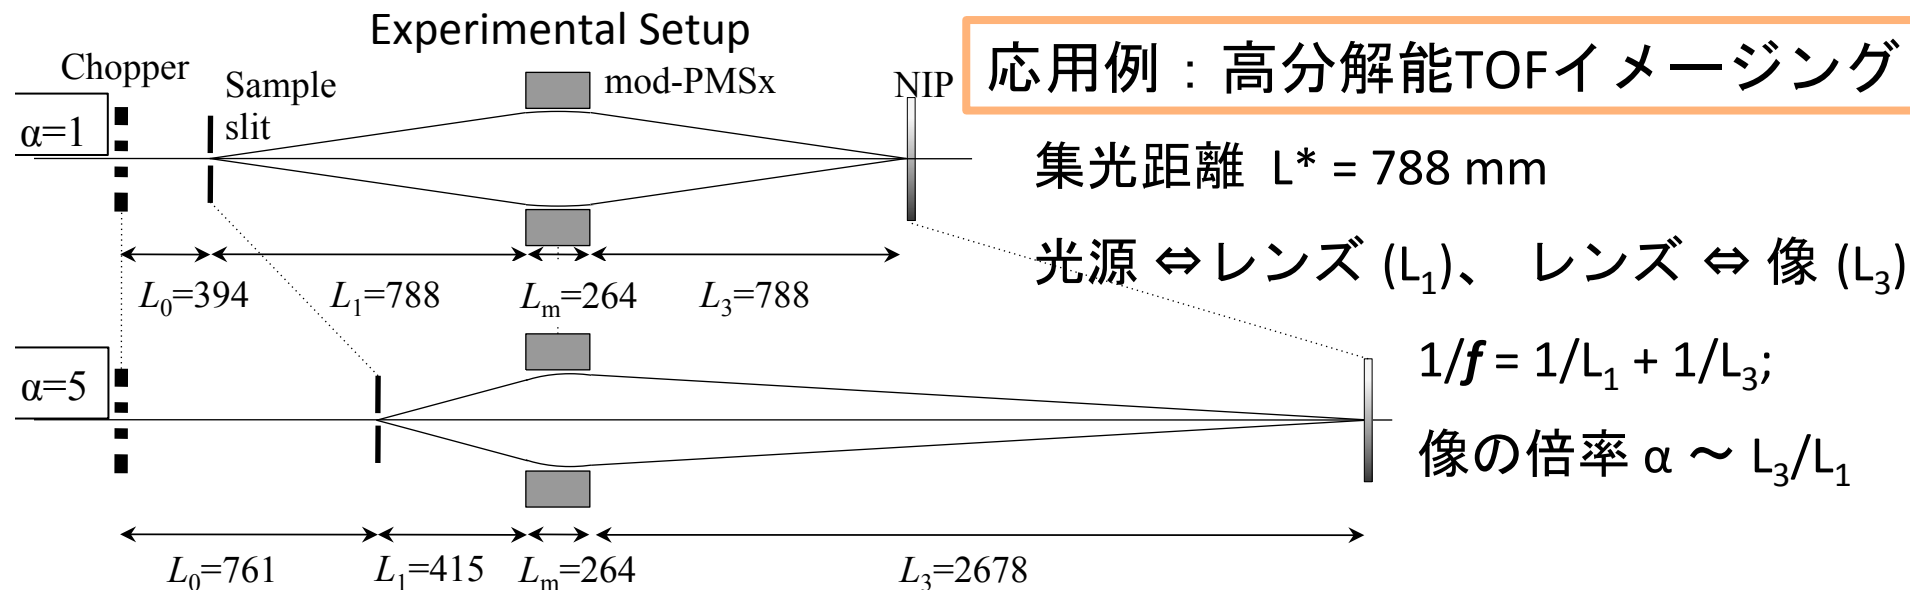 Experimental Setup
応用例：高分解能TOFイメージング
Chopper
Sample
slit
mod-PMSx
NIP
α=1
集光距離 L* = 788 mm
光源 ⇔ レンズ (L₁)、 レンズ ⇔ 像 (L₃)
L₀=394
L₁=788
Lₘ=264
L₃=788
1/f = 1/L₁ + 1/L₃;
α=5
像の倍率 α ～ L₃/L₁
L₀=761
L₁=415
Lₘ=264
L₃=2678